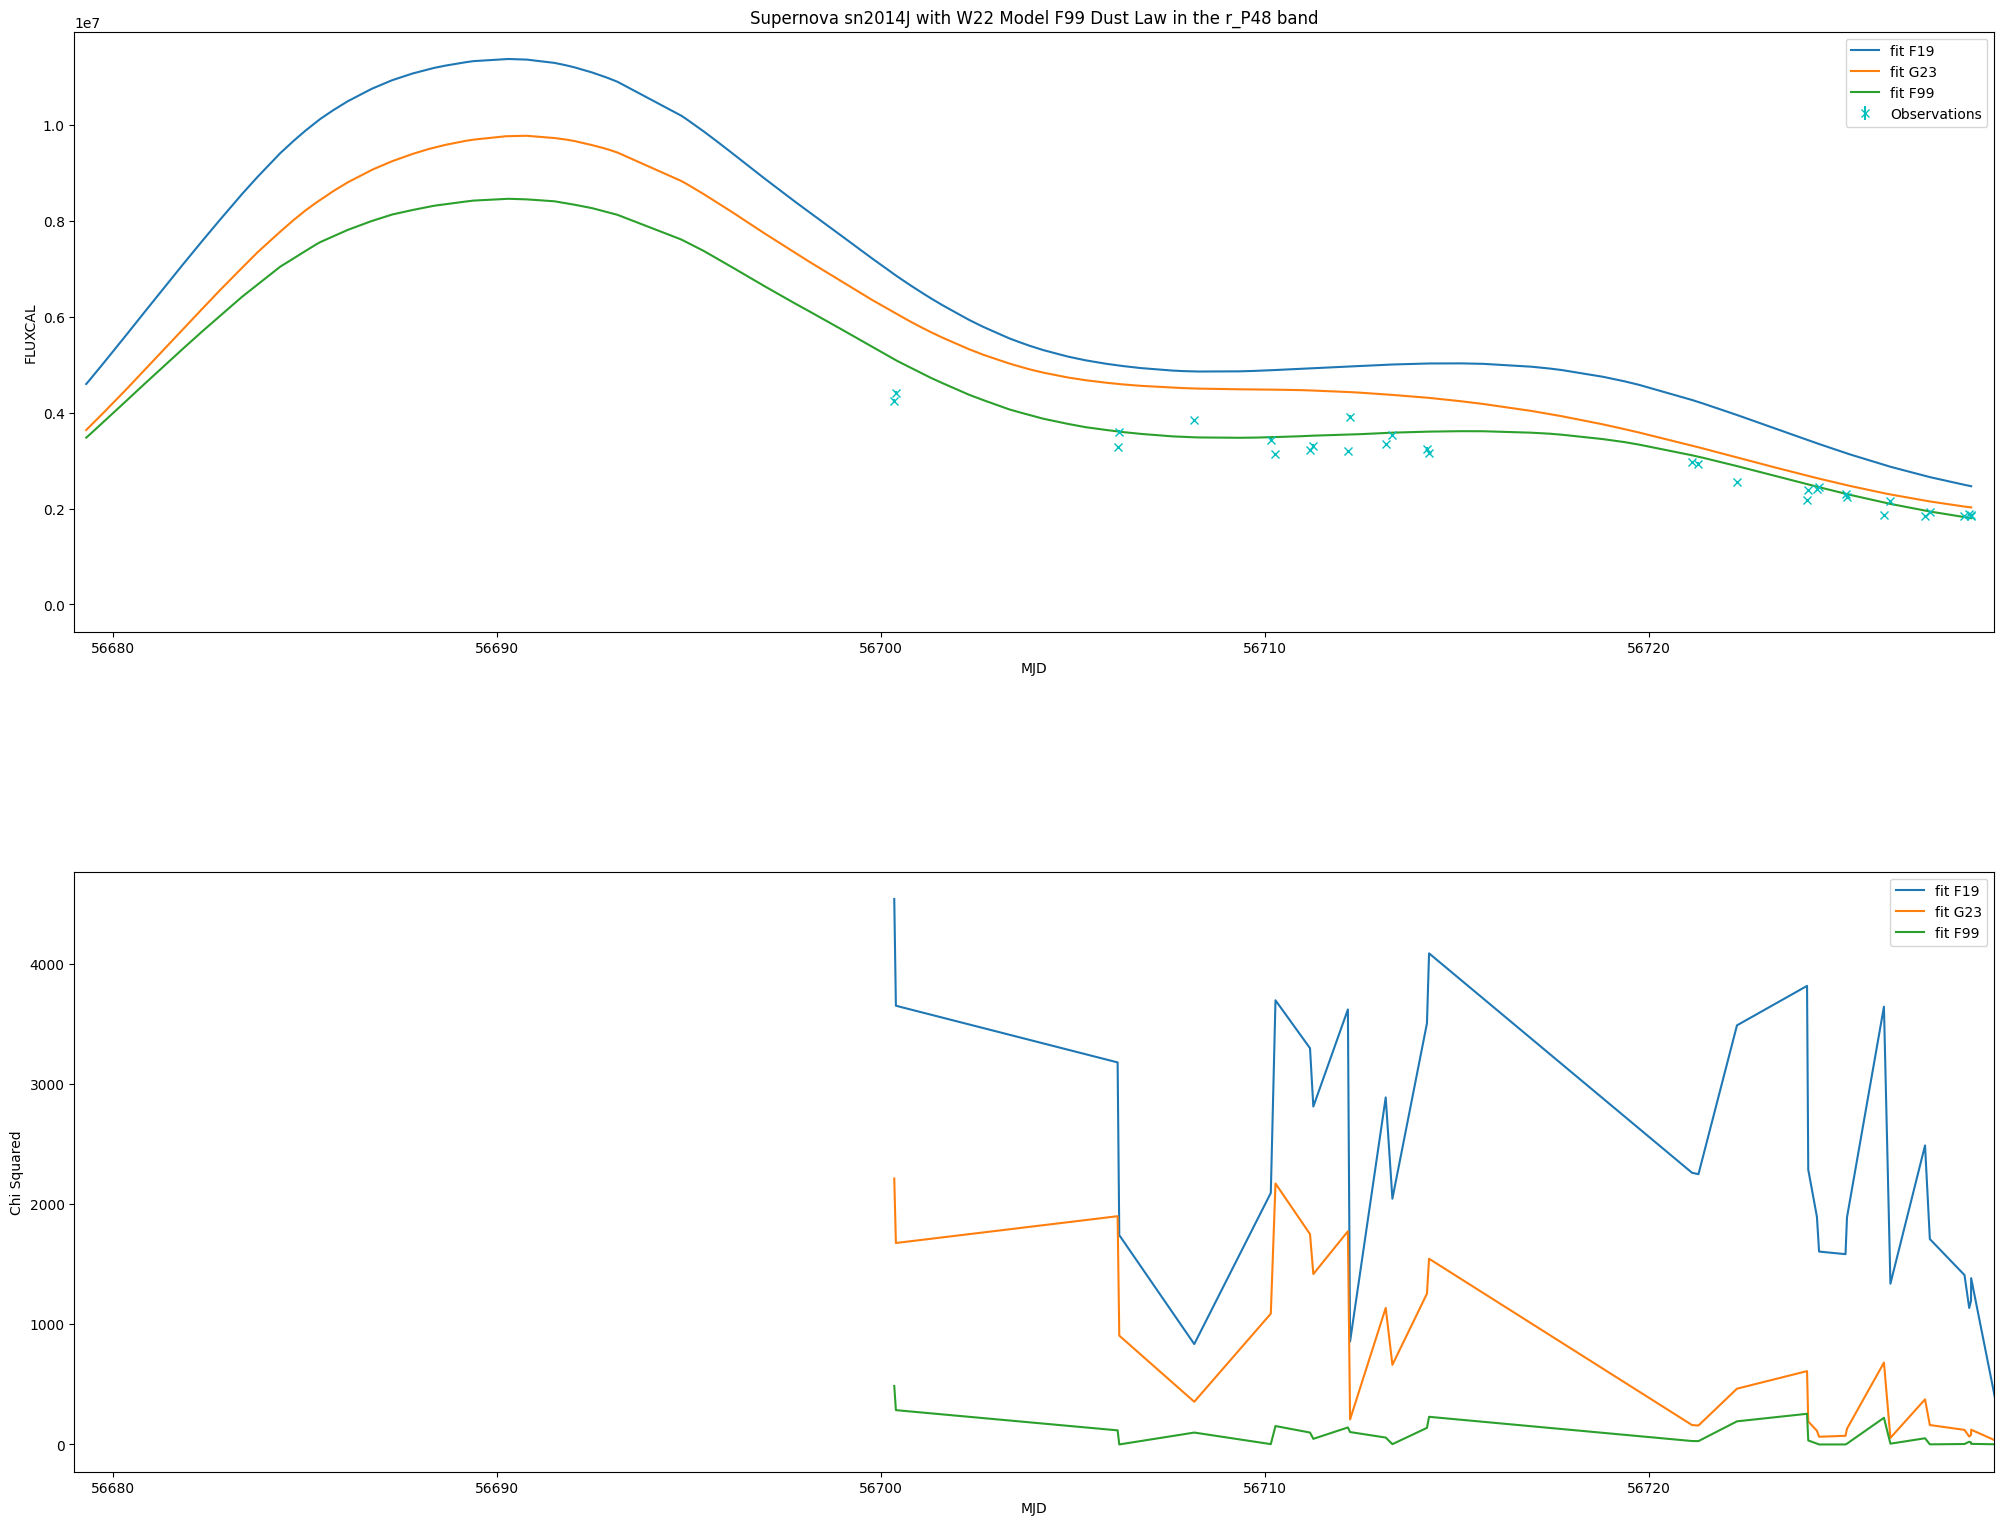 Supernova sn2014J with W22 Model F99 Dust Law in the r_P48 band
1e7
fit F19
fit G23
fit F99
Observations
1.0
0.8
0.6
0.4
0.2
0.0
FLUXCAL
56680 56690 56700 56710 56720
MJD
fit F19
fit G23
fit F99
4000
3000
2000
1000
0
Chi Squared
56680 56690 56700 56710 56720
MJD